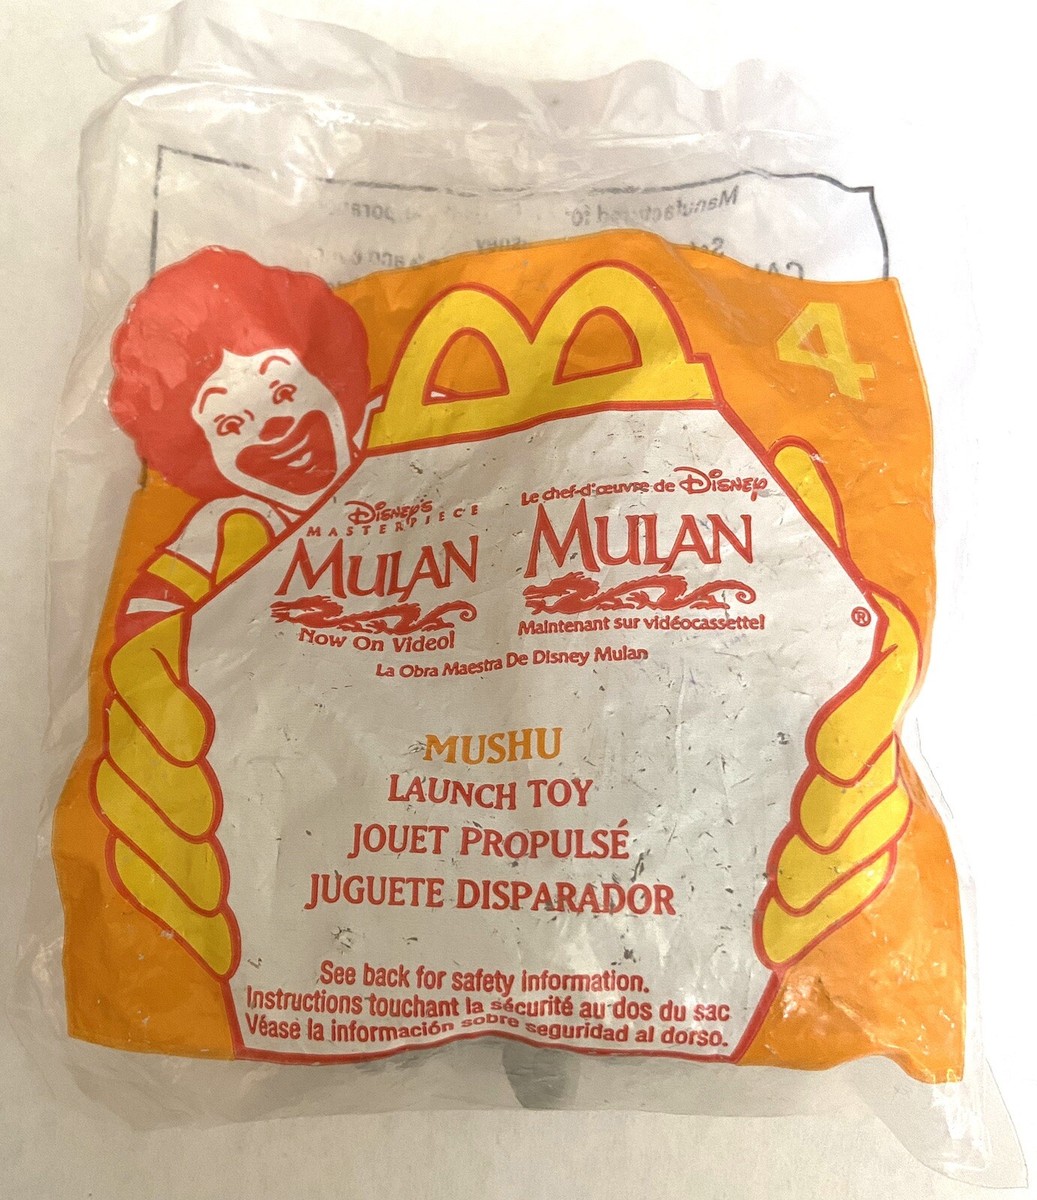 Manufactured for
4
Disney's
MASTERPIECE
MULAN
Now On Video!
Le chef-d'œuvre de Disney
MULAN
Maintenant sur vidéocassette!
®
La Obra Maestra De Disney Mulan
MUSHU
LAUNCH TOY
JOUET PROPULSÉ
JUGUETE DISPARADOR
See back for safety information.
Instructions touchant la sécurité au dos du sac
Véase la información sobre seguridad al dorso.